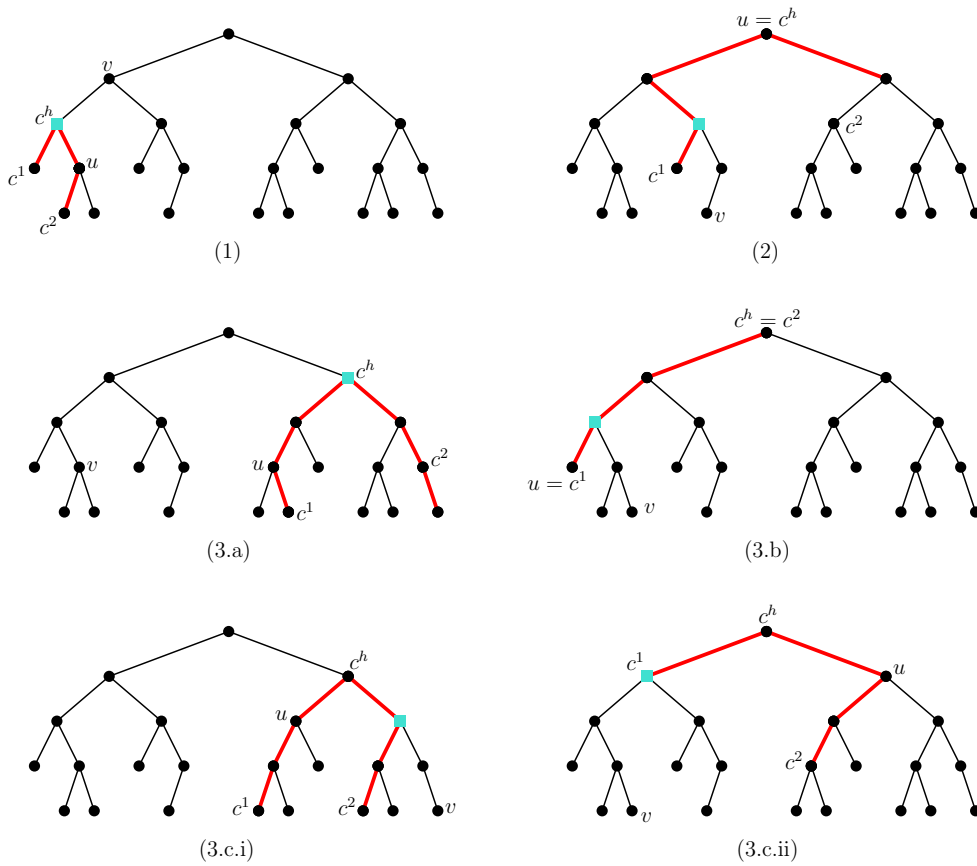 u = c^h
v
c^h
c^2
c^1
u
c^1
c^2
v
(1)
(2)
c^h = c^2
c^h
v
u
c^2
u = c^1
c^1
v
(3.a)
(3.b)
c^h
c^h
c^1
u
u
c^2
c^1
c^2
v
v
(3.c.i)
(3.c.ii)